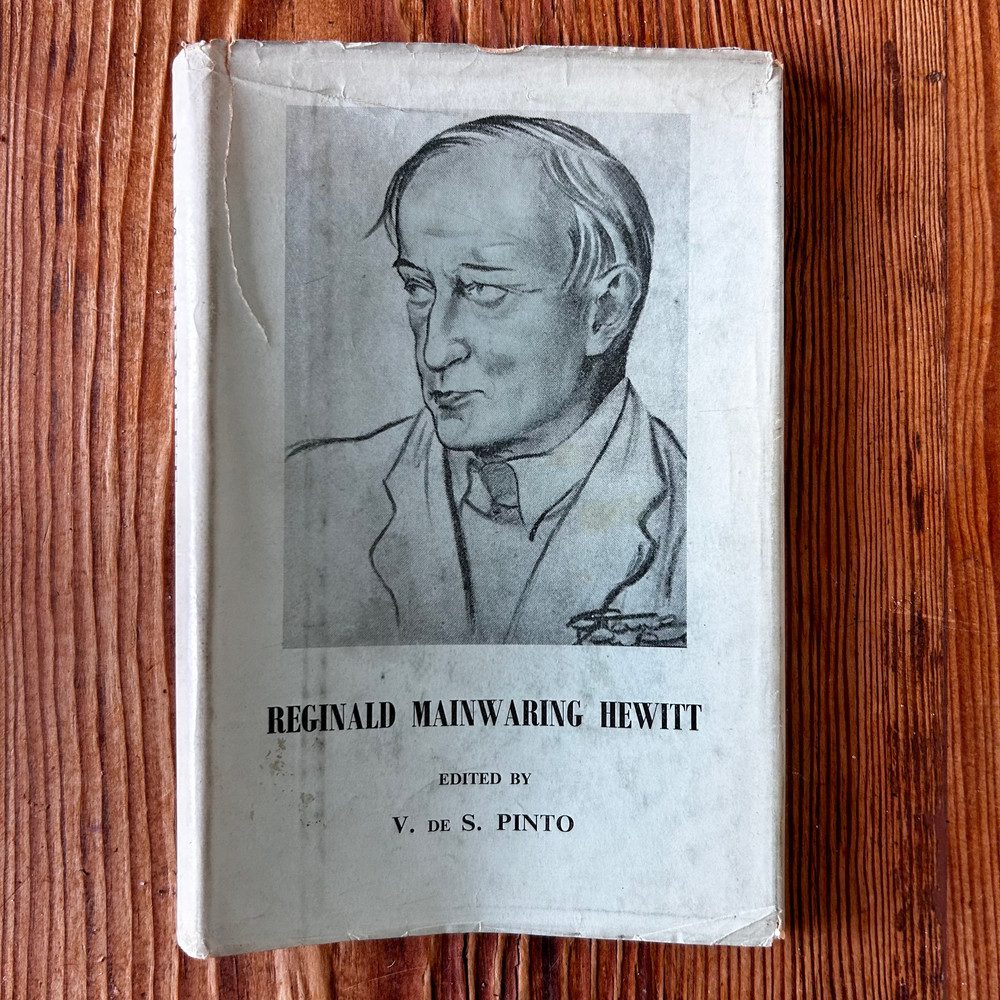 REGINALD MAINWARING HEWITT
EDITED BY
V. DE S. PINTO